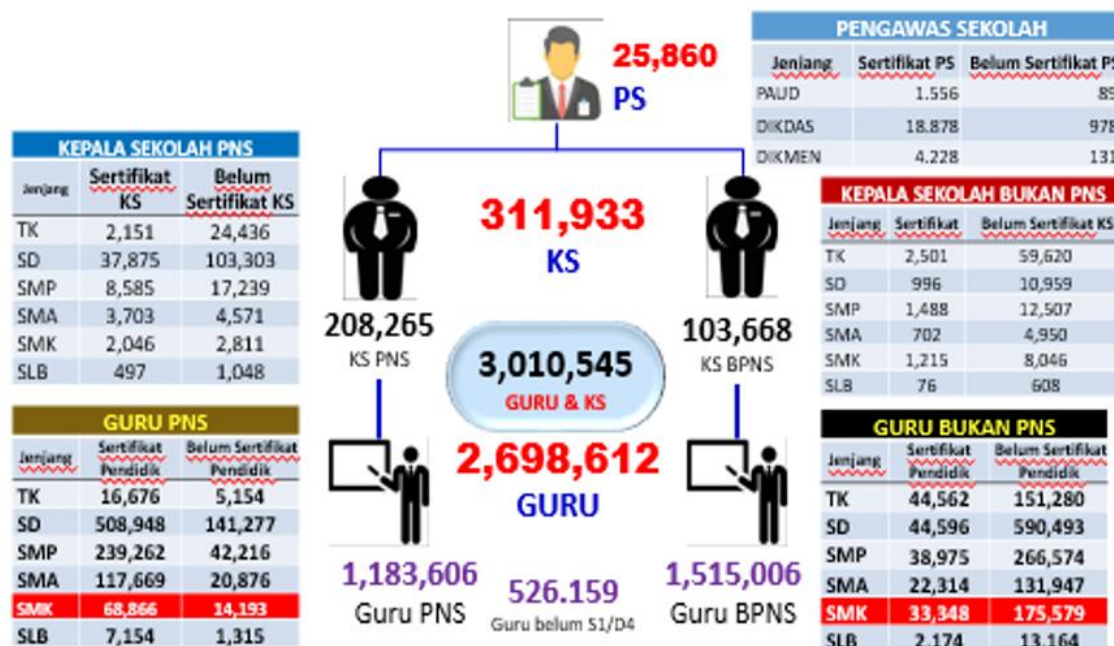 25,860
PS
PENGAWAS SEKOLAH
Jenjang Sertifikat PS Belum Sertifikat PS
PAUD 1.556 89
DIKDAS 18.878 978
DIKMEN 4.228 131
KEPALA SEKOLAH PNS
Jenjang Sertifikat KS Belum Sertifikat KS
TK 2,151 24,436
SD 37,875 103,303
SMP 8,585 17,239
SMA 3,703 4,571
SMK 2,046 2,811
SLB 497 1,048
311,933
KS
KEPALA SEKOLAH BUKAN PNS
Jenjang Sertifikat Belum Sertifikat KS
TK 2,501 59,620
SD 996 10,959
SMP 1,488 12,507
SMA 702 4,950
SMK 1,215 8,046
SLB 76 608
208,265
KS PNS
103,668
KS BPNS
3,010,545
GURU & KS
2,698,612
GURU
GURU PNS
Jenjang Sertifikat Pendidik Belum Sertifikat Pendidik
TK 16,676 5,154
SD 508,948 141,277
SMP 239,262 42,216
SMA 117,669 20,876
SMK 68,866 14,193
SLB 7,154 1,315
1,183,606
Guru PNS
526.159
Guru belum S1/D4
1,515,006
Guru BPNS
GURU BUKAN PNS
Jenjang Sertifikat Pendidik Belum Sertifikat Pendidik
TK 44,562 151,280
SD 44,596 590,493
SMP 38,975 266,574
SMA 22,314 131,947
SMK 33,348 175,579
SLB 2,174 13,164